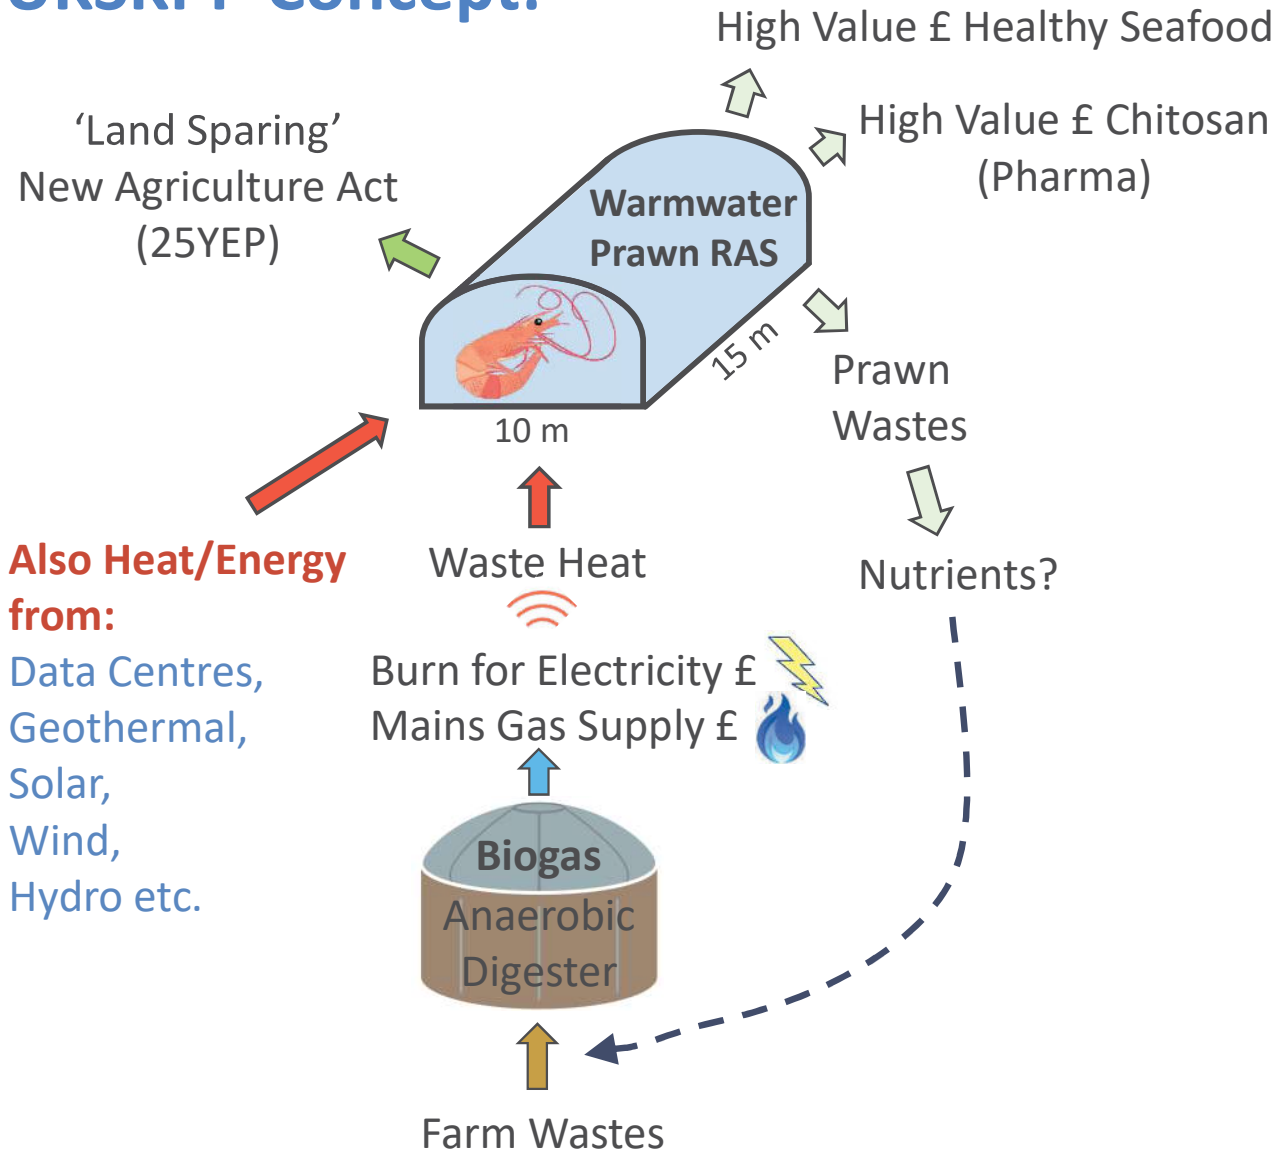 Concept:
High Value £ Healthy Seafood
'Land Sparing'
New Agriculture Act
(25YEP)
High Value £ Chitosan
(Pharma)
Warmwater
Prawn RAS
15 m
10 m
Prawn
Wastes
Nutrients?
Also Heat/Energy
from:
Data Centres,
Geothermal,
Solar,
Wind,
Hydro etc.
Waste Heat
Burn for Electricity £
Mains Gas Supply £
Biogas
Anaerobic
Digester
Farm Wastes